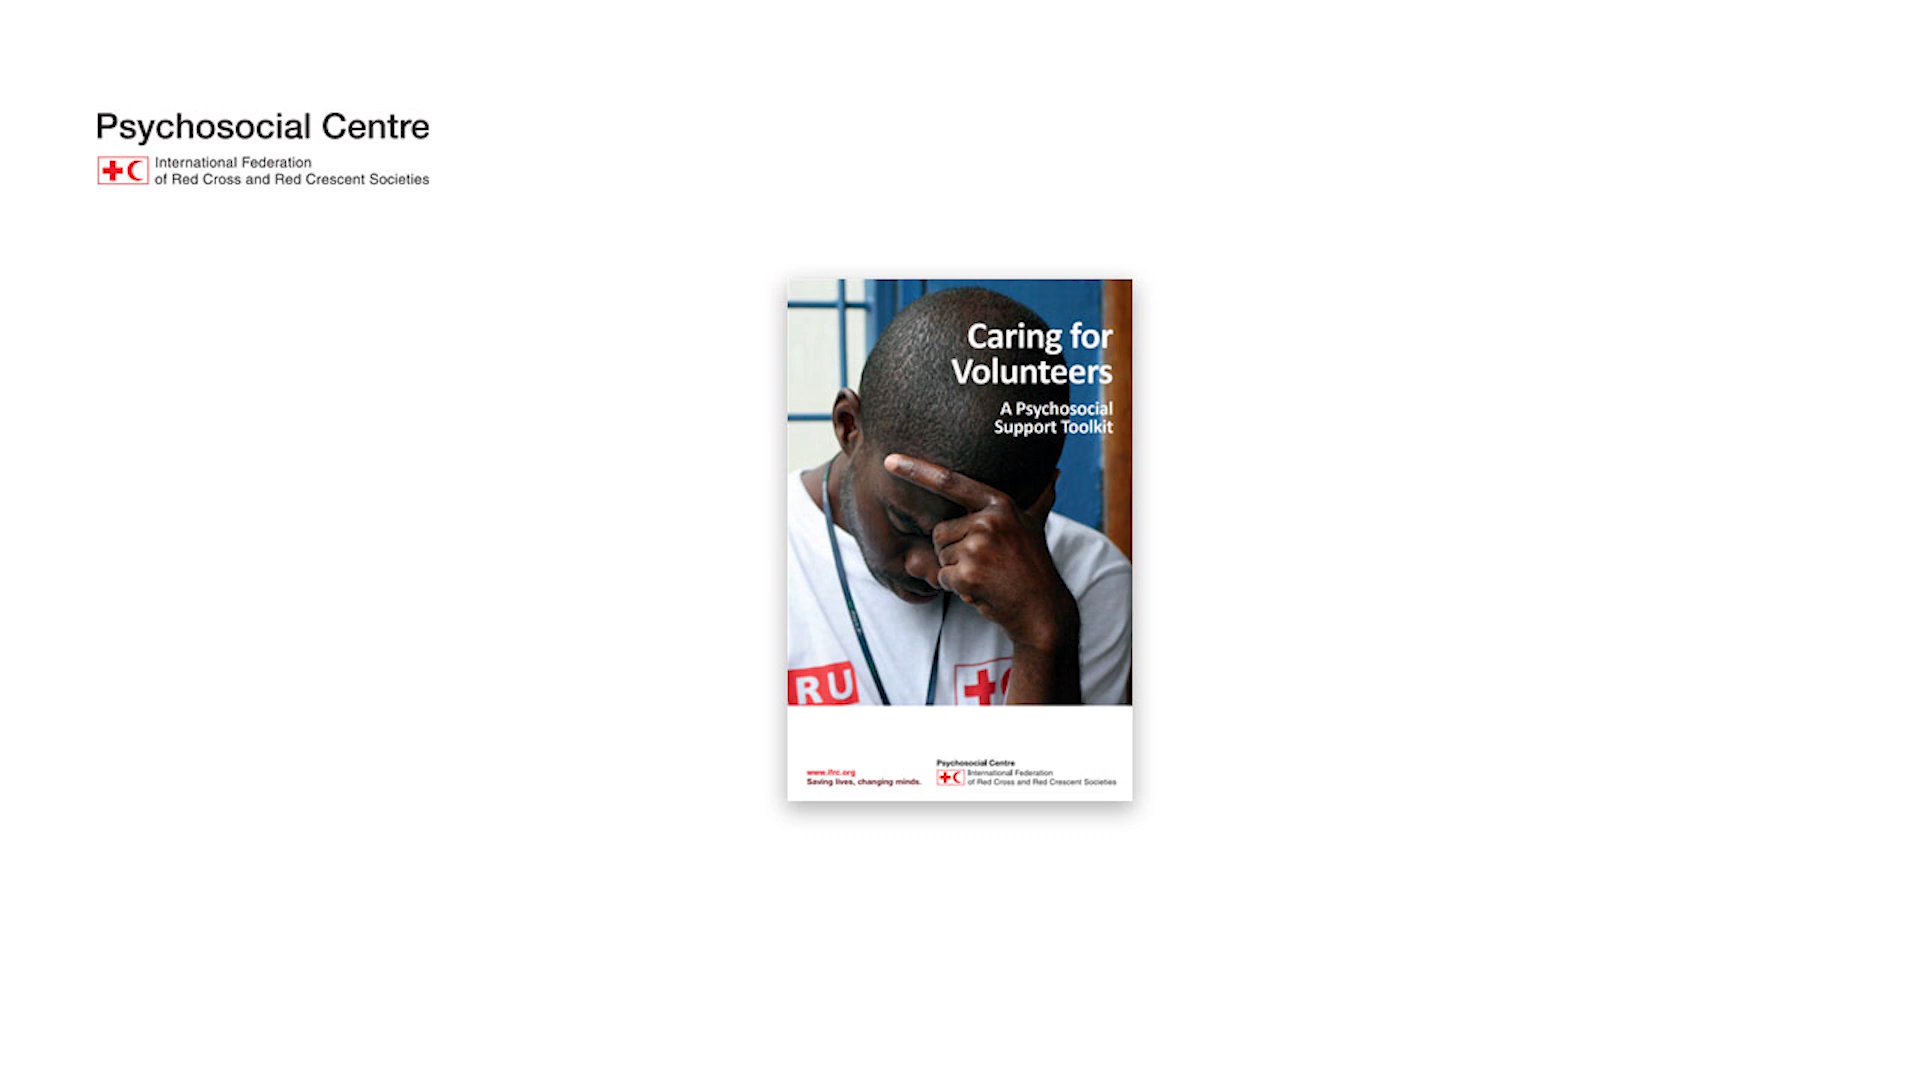 Psychosocial Centre
International Federation
of Red Cross and Red Crescent Societies
Caring for
Volunteers
A Psychosocial
Support Toolkit
RU
www.ifrc.org
Saving lives, changing minds.
Psychosocial Centre
International Federation
of Red Cross and Red Crescent Societies